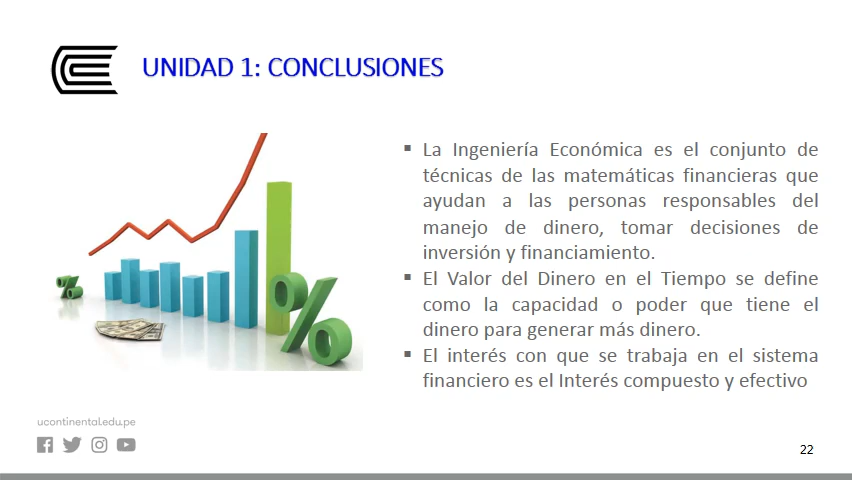 UNIDAD 1: CONCLUSIONES
▪ La Ingeniería Económica es el conjunto de
técnicas de las matemáticas financieras que
ayudan a las personas responsables del
manejo de dinero, tomar decisiones de
inversión y financiamiento.
▪ El Valor del Dinero en el Tiempo se define
como la capacidad o poder que tiene el
dinero para generar más dinero.
▪ El interés con que se trabaja en el sistema
financiero es el Interés compuesto y efectivo
%
%
ucontinental.edu.pe
22